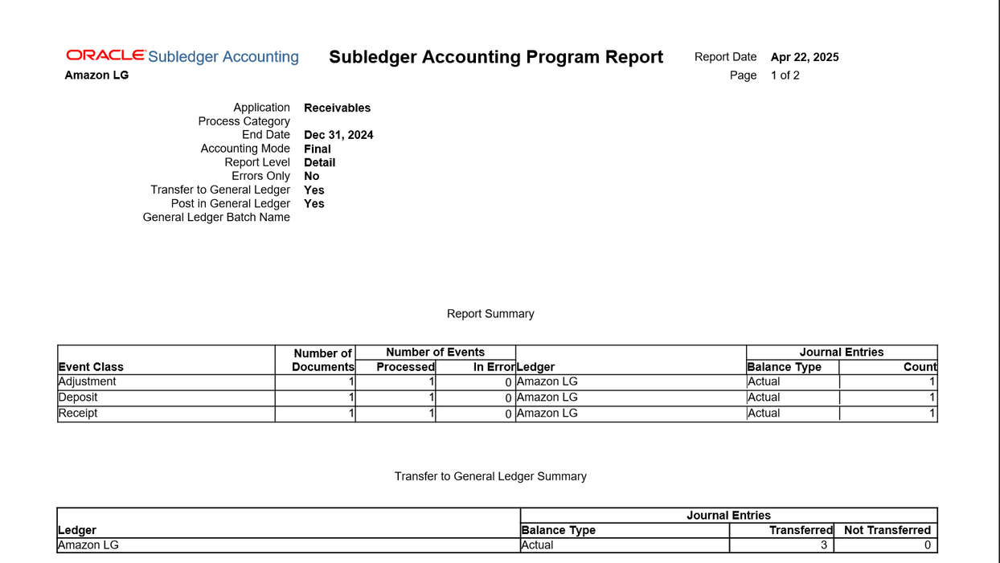 ORACLE Subledger Accounting Subledger Accounting Program Report Report Date Apr 22, 2025
Amazon LG Page 1 of 2
Application Receivables
Process Category
End Date Dec 31, 2024
Accounting Mode Final
Report Level Detail
Errors Only No
Transfer to General Ledger Yes
Post in General Ledger Yes
General Ledger Batch Name
Report Summary
Number of Number of Events Journal Entries
Event Class Documents Processed In Error Ledger Balance Type Count
Adjustment 1 1 0 Amazon LG Actual 1
Deposit 1 1 0 Amazon LG Actual 1
Receipt 1 1 0 Amazon LG Actual 1
Transfer to General Ledger Summary
Journal Entries
Ledger Balance Type Transferred Not Transferred
Amazon LG Actual 3 0